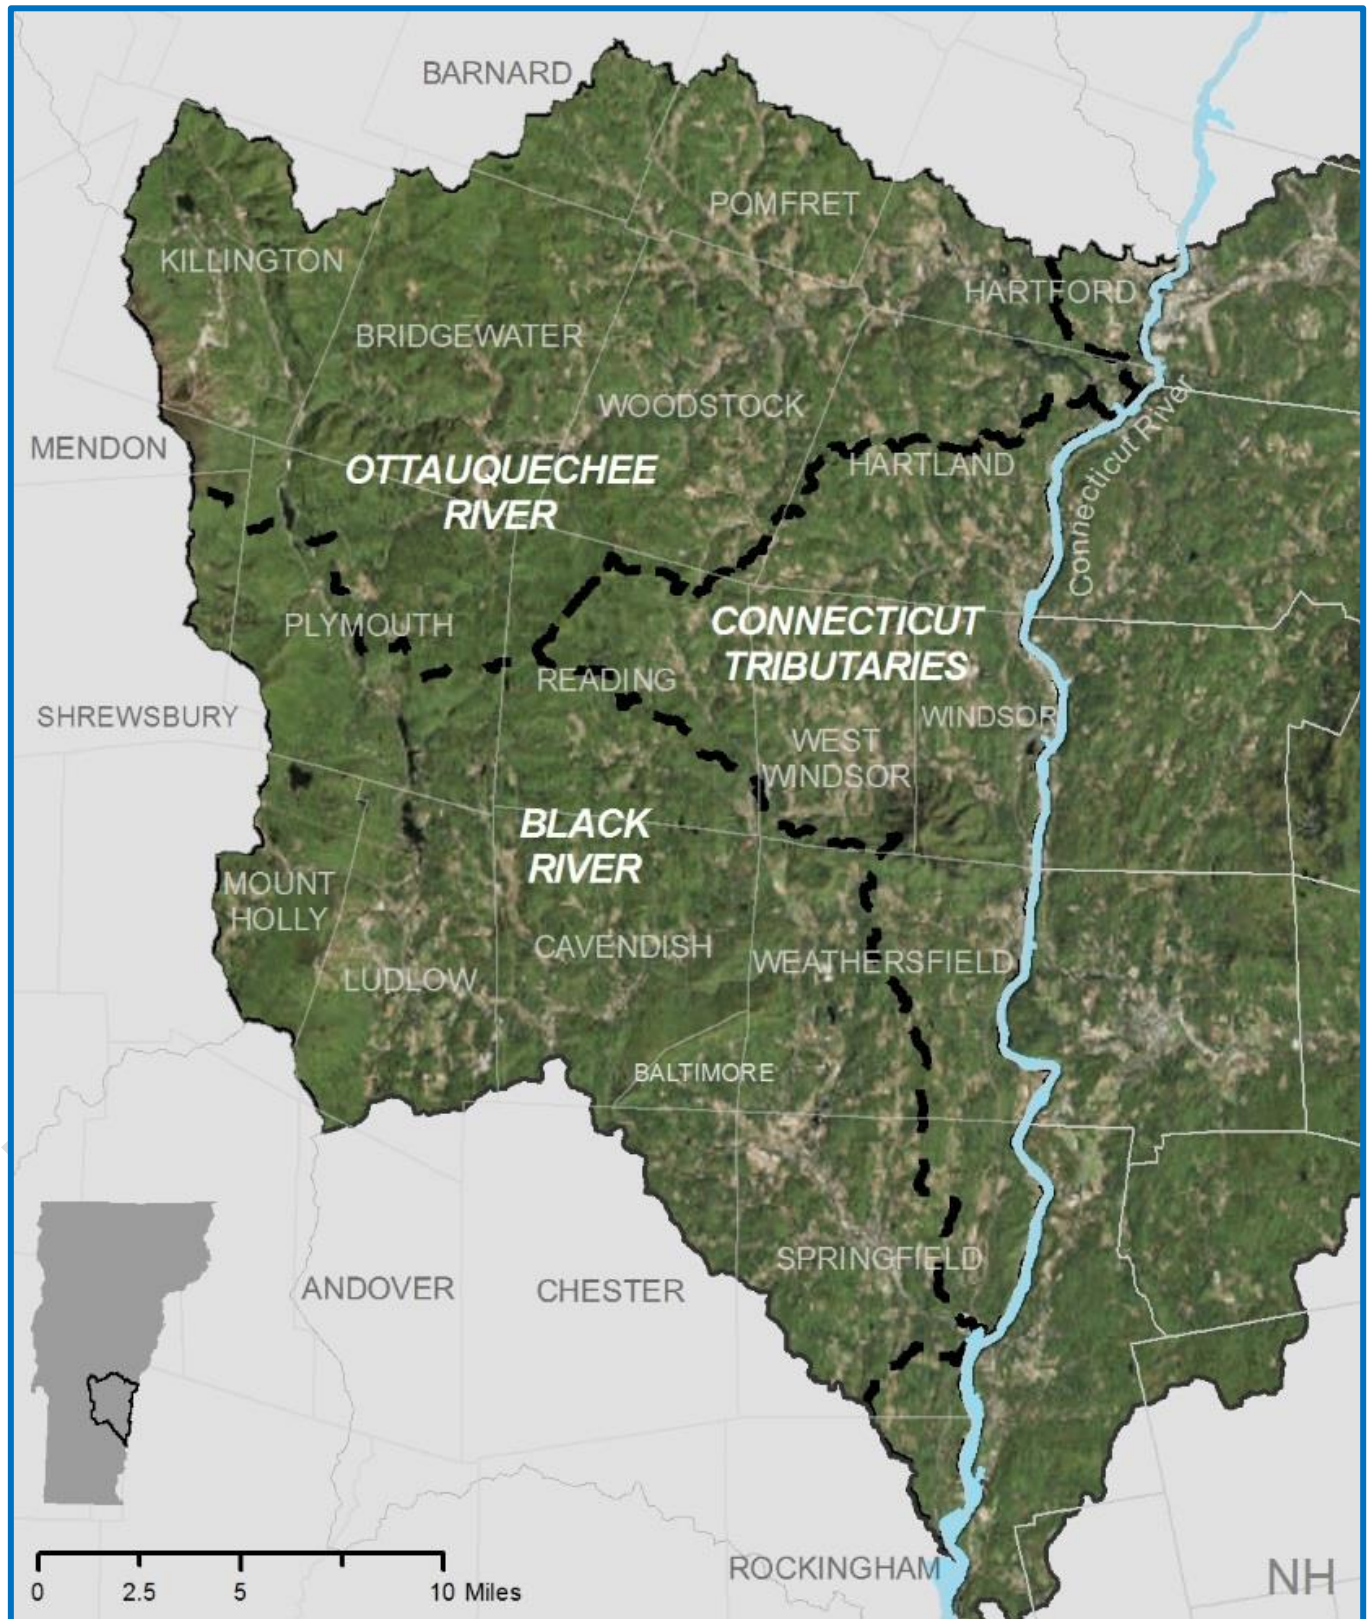 BARNARD
POMFRET
KILLINGTON
HARTFORD
BRIDGEWATER
WOODSTOCK
Connecticut River
MENDON
HARTLAND
OTTAUQUECHEE
RIVER
PLYMOUTH
CONNECTICUT
TRIBUTARIES
READING
SHREWSBURY
WINDSOR
WEST
WINDSOR
BLACK
RIVER
MOUNT
HOLLY
CAVENDISH
WEATHERSFIELD
LUDLOW
BALTIMORE
SPRINGFIELD
ANDOVER
CHESTER
ROCKINGHAM
NH
0 2.5 5 10 Miles